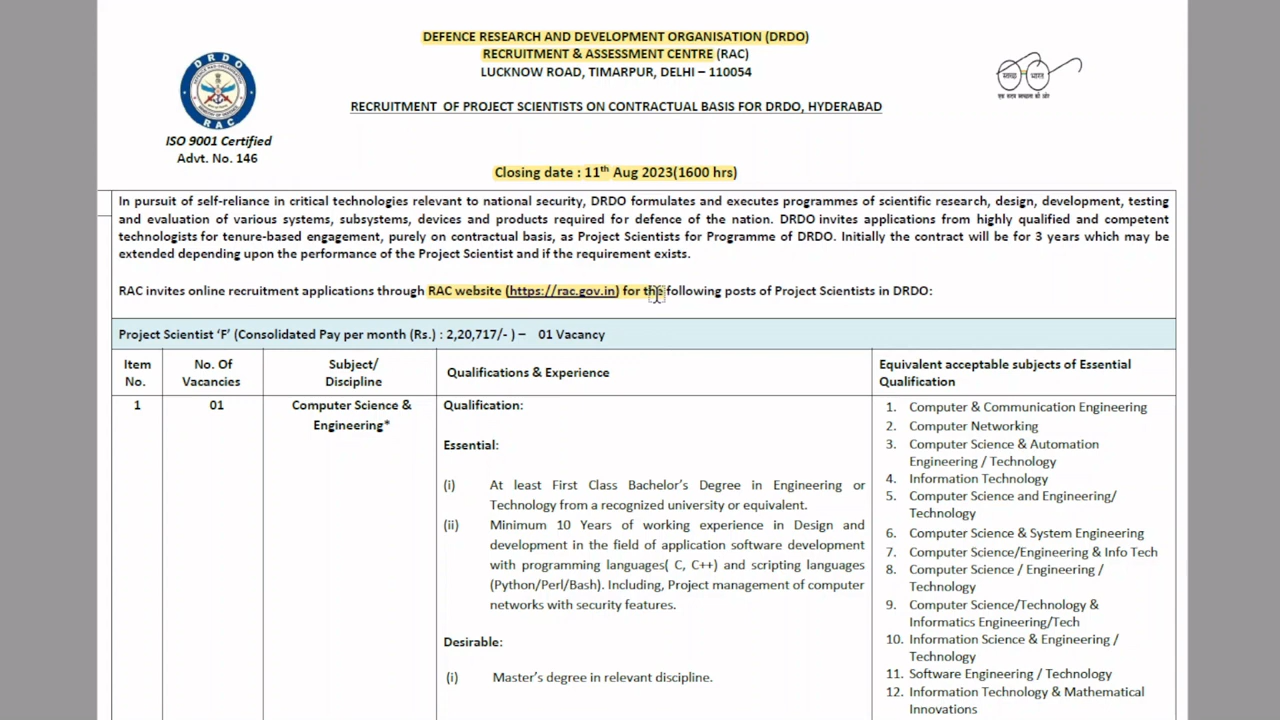 DEFENCE RESEARCH AND DEVELOPMENT ORGANISATION (DRDO)
RECRUITMENT & ASSESSMENT CENTRE (RAC)
LUCKNOW ROAD, TIMARPUR, DELHI – 110054
DRDO
RAC
स्वच्छ भारत
एक कदम स्वच्छता की ओर
RECRUITMENT OF PROJECT SCIENTISTS ON CONTRACTUAL BASIS FOR DRDO, HYDERABAD
ISO 9001 Certified
Advt. No. 146
Closing date : 11th Aug 2023(1600 hrs)
In pursuit of self-reliance in critical technologies relevant to national security, DRDO formulates and executes programmes of scientific research, design, development, testing
and evaluation of various systems, subsystems, devices and products required for defence of the nation. DRDO invites applications from highly qualified and competent
technologists for tenure-based engagement, purely on contractual basis, as Project Scientists for Programme of DRDO. Initially the contract will be for 3 years which may be
extended depending upon the performance of the Project Scientist and if the requirement exists.
RAC invites online recruitment applications through RAC website (https://rac.gov.in) for the following posts of Project Scientists in DRDO:
Project Scientist ‘F’ (Consolidated Pay per month (Rs.) : 2,20,717/- ) – 01 Vacancy
Item No.
No. Of Vacancies
Subject/ Discipline
Qualifications & Experience
Equivalent acceptable subjects of Essential
Qualification
1
01
Computer Science &
Engineering*
Qualification:
Essential:
(i) At least First Class Bachelor’s Degree in Engineering or
Technology from a recognized university or equivalent.
(ii) Minimum 10 Years of working experience in Design and
development in the field of application software development
with programming languages( C, C++) and scripting languages
(Python/Perl/Bash). Including, Project management of computer
networks with security features.
Desirable:
(i) Master’s degree in relevant discipline.
1. Computer & Communication Engineering
2. Computer Networking
3. Computer Science & Automation
Engineering / Technology
4. Information Technology
5. Computer Science and Engineering/
Technology
6. Computer Science & System Engineering
7. Computer Science/Engineering & Info Tech
8. Computer Science / Engineering /
Technology
9. Computer Science/Technology &
Informatics Engineering/Tech
10. Information Science & Engineering /
Technology
11. Software Engineering / Technology
12. Information Technology & Mathematical
Innovations